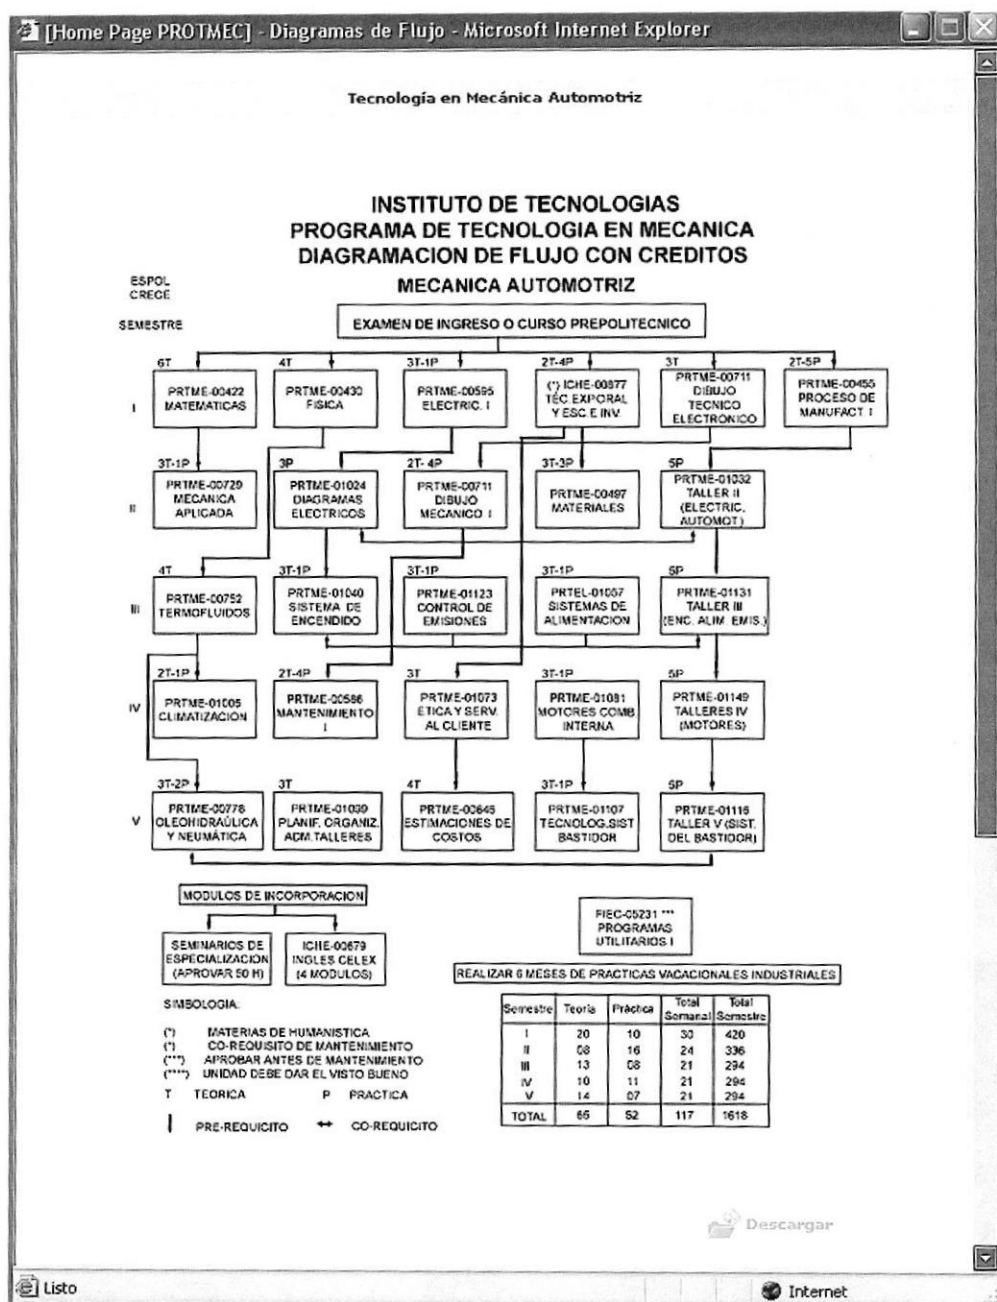 [Home Page PROTMEC] - Diagramas de Flujo - Microsoft Internet Explorer
Tecnología en Mecánica Automotriz
INSTITUTO DE TECNOLOGIAS
PROGRAMA DE TECNOLOGIA EN MECANICA
DIAGRAMACION DE FLUJO CON CREDITOS
MECANICA AUTOMOTRIZ
ESPOL
CRECE
SEMESTRE
EXAMEN DE INGRESO O CURSO PREPOLITECNICO
I
6T
PRTME-00422
MATEMATICAS
4T
PRTME-00430
FISICA
3T-1P
PRTME-00595
ELECTRIC. I
2T-4P
(*) ICHE-00877
TEC.EXPORAL
Y ESC.E INV.
3T
PRTME-00711
DIBUJO
TECNICO
ELECTRONICO
2T-5P
PRTME-00455
PROCESO DE
MANUFACT. I
II
3T-1P
PRTME-00729
MECANICA
APLICADA
3P
PRTME-01024
DIAGRAMAS
ELECTRICOS
2T- 4P
PRTME-00711
DIBUJO
MECANICO I
3T-3P
PRTME-00497
MATERIALES
5P
PRTME-01032
TALLER II
(ELECTRIC.
AUTOMOT.)
III
4T
PRTME-00752
TERMOFLUIDOS
3T-1P
PRTME-01040
SISTEMA DE
ENCENDIDO
3T-1P
PRTME-01123
CONTROL DE
EMISIONES
3T-1P
PRTEL-01057
SISTEMAS DE
ALIMENTACION
5P
PRTME-01131
TALLER III
(ENC. ALIM. EMIS.)
IV
2T-1P
PRTME-01005
CLIMATIZACION
2T-4P
PRTME-00586
MANTENIMIENTO
I
3T
PRTME-01073
ETICA Y SERV.
AL CLIENTE
3T-1P
PRTME-01081
MOTORES COMB
INTERNA
5P
PRTME-01149
TALLERES IV
(MOTORES)
V
3T-2P
PRTME-00778
OLEOHIDRAÚLICA
Y NEUMÁTICA
3T
PRTME-01099
PLANIF. ORGANIZ.
ADM.TALLERES
4T
PRTME-00646
ESTIMACIONES DE
COSTOS
3T-1P
PRTME-01107
TECNOLOG.SIST
BASTIDOR
5P
PRTME-01116
TALLER V (SIST.
DEL BASTIDOR)
MODULOS DE INCORPORACION
SEMINARIOS DE
ESPECIALIZACIÓN
(APROVAR 50 H)
ICHE-00679
INGLES CELEX
(4 MODULOS)
FIEC-05231 ***
PROGRAMAS
UTILITARIOS I
REALIZAR 6 MESES DE PRACTICAS VACACIONALES INDUSTRIALES
SIMBOLOGIA:
(*) MATERIAS DE HUMANISTICA
(*) CO-REQUISITO DE MANTENIMIENTO
(***) APROBAR ANTES DE MANTENIMIENTO
(****) UNIDAD DEBE DAR EL VISTO BUENO
T TEORICA P PRACTICA
PRE-REQUICITO CO-REQUICITO
Semestre Teoría Práctica Total Semanal Total Semestre
I 20 10 30 420
II 08 16 24 336
III 13 08 21 294
IV 10 11 21 294
V 14 07 21 294
TOTAL 65 52 117 1618
Descargar
Listo
Internet